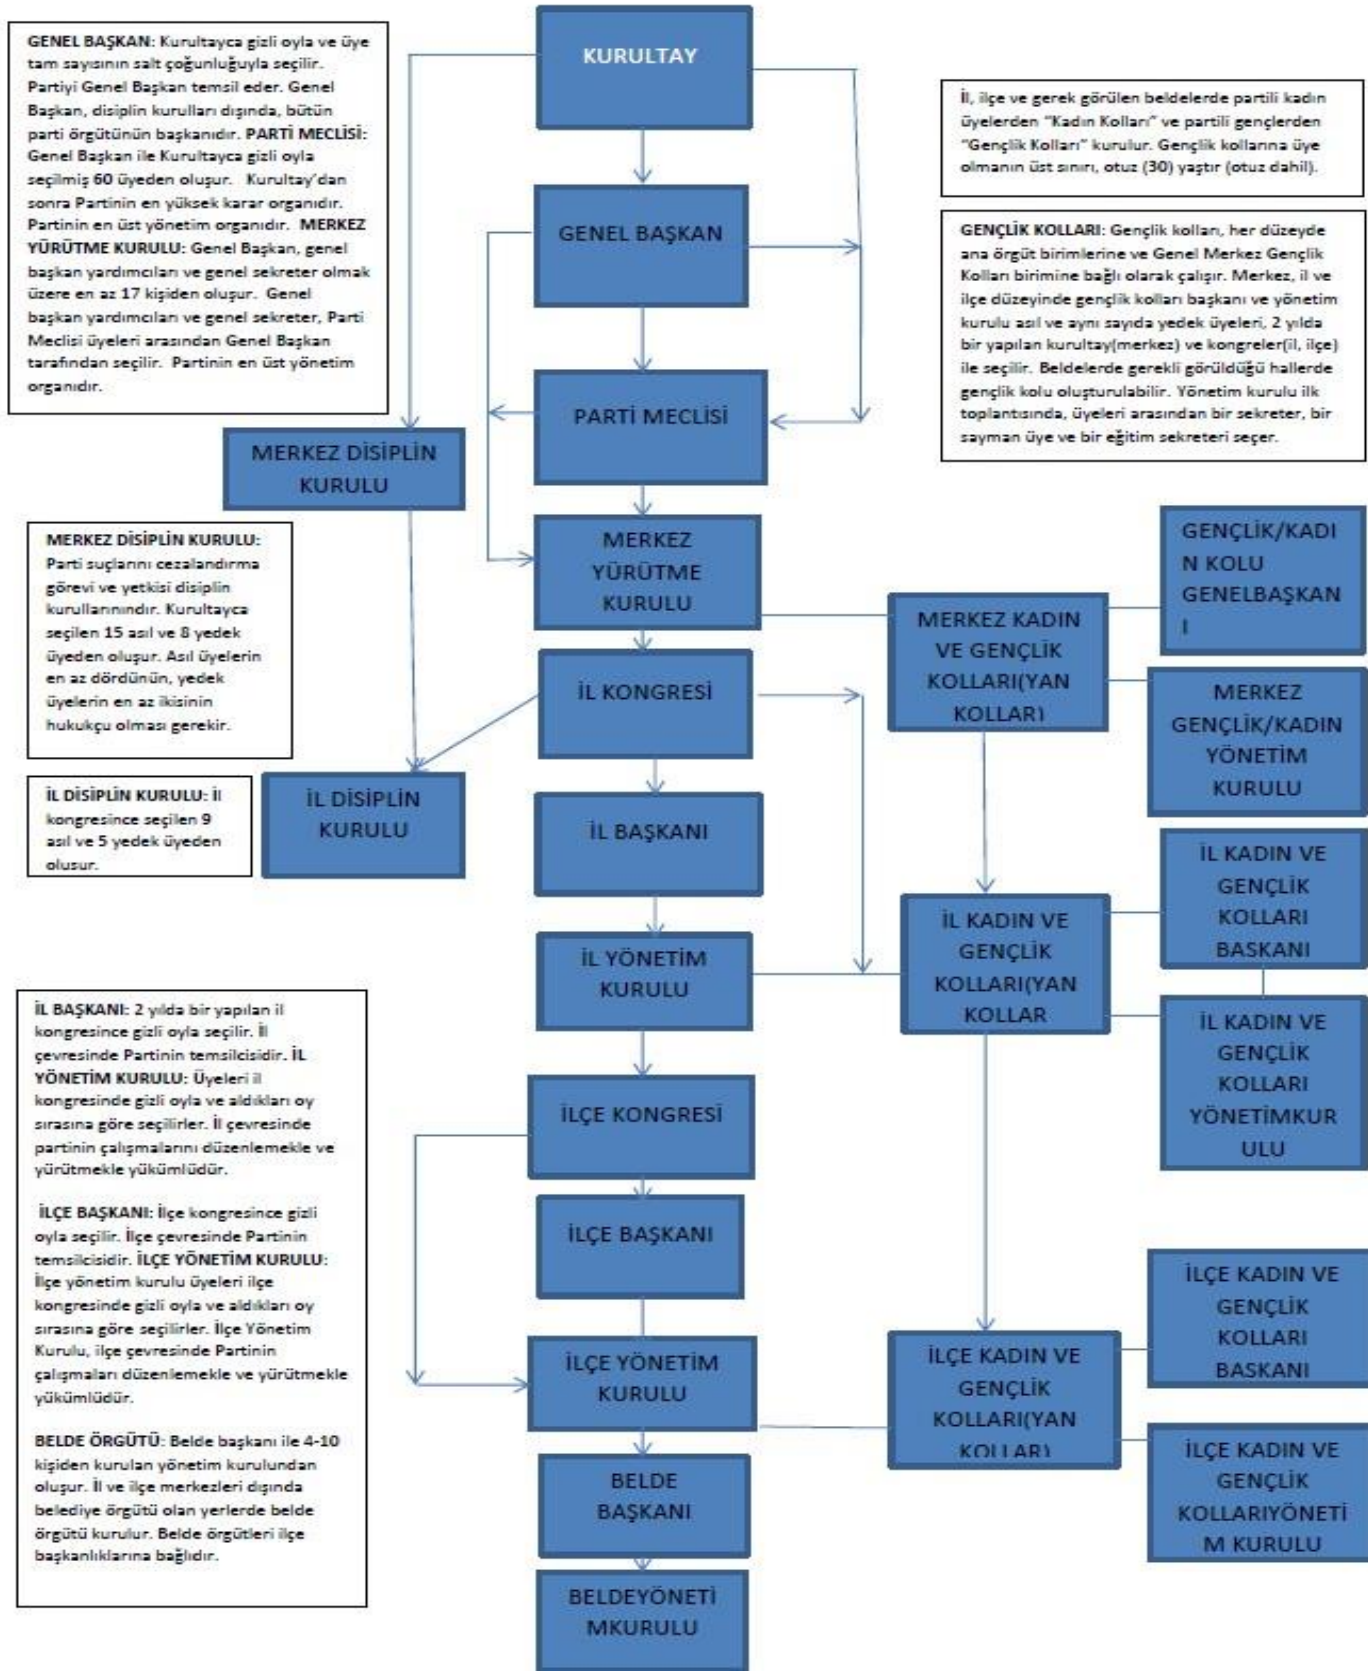 KURULTAY
GENEL BAŞKAN: Kurultayca gizli oyla ve üye
tam sayısının salt çoğunluğuyla seçilir.
Partiyi Genel Başkan temsil eder. Genel
Başkan, disiplin kurulları dışında, bütün
parti örgütünün başkanıdır. PARTİ MECLİSİ:
Genel Başkan ile Kurultayca gizli oyla
seçilmiş 60 üyeden oluşur. Kurultay'dan
sonra Partinin en yüksek karar organıdır.
Partinin en üst yönetim organıdır. MERKEZ
YÜRÜTME KURULU: Genel Başkan, genel
başkan yardımcıları ve genel sekreter olmak
üzere en az 17 kişiden oluşur. Genel
başkan yardımcıları ve genel sekreter, Parti
Meclisi üyeleri arasından Genel Başkan
tarafından seçilir. Partinin en üst yönetim
organıdır.
İl, ilçe ve gerek görülen beldelerde partili kadın
üyelerden "Kadın Kolları" ve partili gençlerden
"Gençlik Kolları" kurulur. Gençlik kollarına üye
olmanın üst sınırı, otuz (30) yaştır (otuz dahil).
GENÇLİK KOLLARI: Gençlik kolları, her düzeyde
ana örgüt birimlerine ve Genel Merkez Gençlik
Kolları birimine bağlı olarak çalışır. Merkez, il ve
ilçe düzeyinde gençlik kolları başkanı ve yönetim
kurulu asıl ve aynı sayıda yedek üyeleri, 2 yılda
bir yapılan kurultay(merkez) ve kongreler(il, ilçe)
ile seçilir. Beldelerde gerekli görüldüğü hallerde
gençlik kolu oluşturulabilir. Yönetim kurulu ilk
toplantısında, üyeleri arasından bir sekreter, bir
sayman üye ve bir eğitim sekreteri seçer.
GENEL BAŞKAN
PARTİ MECLİSİ
MERKEZ DİSİPLİN
KURULU
MERKEZ
YÜRÜTME
KURULU
MERKEZ DİSİPLİN KURULU:
Parti suçlarını cezalandırma
görevi ve yetkisi disiplin
kurullarınındır. Kurultayca
seçilen 15 asıl ve 8 yedek
üyeden oluşur. Asıl üyelerin
en az dördünün, yedek
üyelerin en az ikisinin
hukukçu olması gerekir.
GENÇLİK/KADI
N KOLU
GENELBAŞKAN
I
MERKEZ KADIN
VE GENÇLİK
KOLLARI(YAN
KOLLAR)
İL KONGRESİ
MERKEZ
GENÇLİK/KADIN
YÖNETİM
KURULU
İL DİSİPLİN KURULU: İl
kongresince seçilen 9
asıl ve 5 yedek üyeden
olusur.
İL DİSİPLİN
KURULU
İL BAŞKANI
İL KADIN VE
GENÇLİK
KOLLARI
BASKANI
İL YÖNETİM
KURULU
İL KADIN VE
GENÇLİK
KOLLARI(YAN
KOLLAR
İL KADIN VE
GENÇLİK
KOLLARI
YÖNETİMKUR
ULU
İL BAŞKANI: 2 yılda bir yapılan il
kongresince gizli oyla seçilir. İl
çevresinde Partinin temsilcisidir. İL
YÖNETİM KURULU: Üyeleri il
kongresinde gizli oyla ve aldıkları oy
sırasına göre seçilirler. İl çevresinde
partinin çalışmalarını düzenlemekle ve
yürütmekle yükümlüdür.
İLÇE BAŞKANI: İlçe kongresince gizli
oyla seçilir. İlçe çevresinde Partinin
temsilcisidir. İLÇE YÖNETİM KURULU:
İlçe yönetim kurulu üyeleri ilçe
kongresinde gizli oyla ve aldıkları oy
sırasına göre seçilirler. İlçe Yönetim
Kurulu, ilçe çevresinde Partinin
çalışmaları düzenlemekle ve yürütmekle
yükümlüdür.
BELDE ÖRGÜTÜ: Belde başkanı ile 4-10
kişiden kurulan yönetim kurulundan
oluşur. İl ve ilçe merkezleri dışında
belediye örgütü olan yerlerde belde
örgütü kurulur. Belde örgütleri ilçe
başkanlıklarına bağlıdır.
İLÇE KONGRESİ
İLÇE BAŞKANI
İLÇE KADIN VE
GENÇLİK
KOLLARI
BASKANI
İLÇE YÖNETİM
KURULU
İLÇE KADIN VE
GENÇLİK
KOLLARI(YAN
KOLLAR)
İLÇE KADIN VE
GENÇLİK
KOLLARIYÖNETİ
M KURULU
BELDE
BAŞKANI
BELDEYÖNETİ
MKURULU